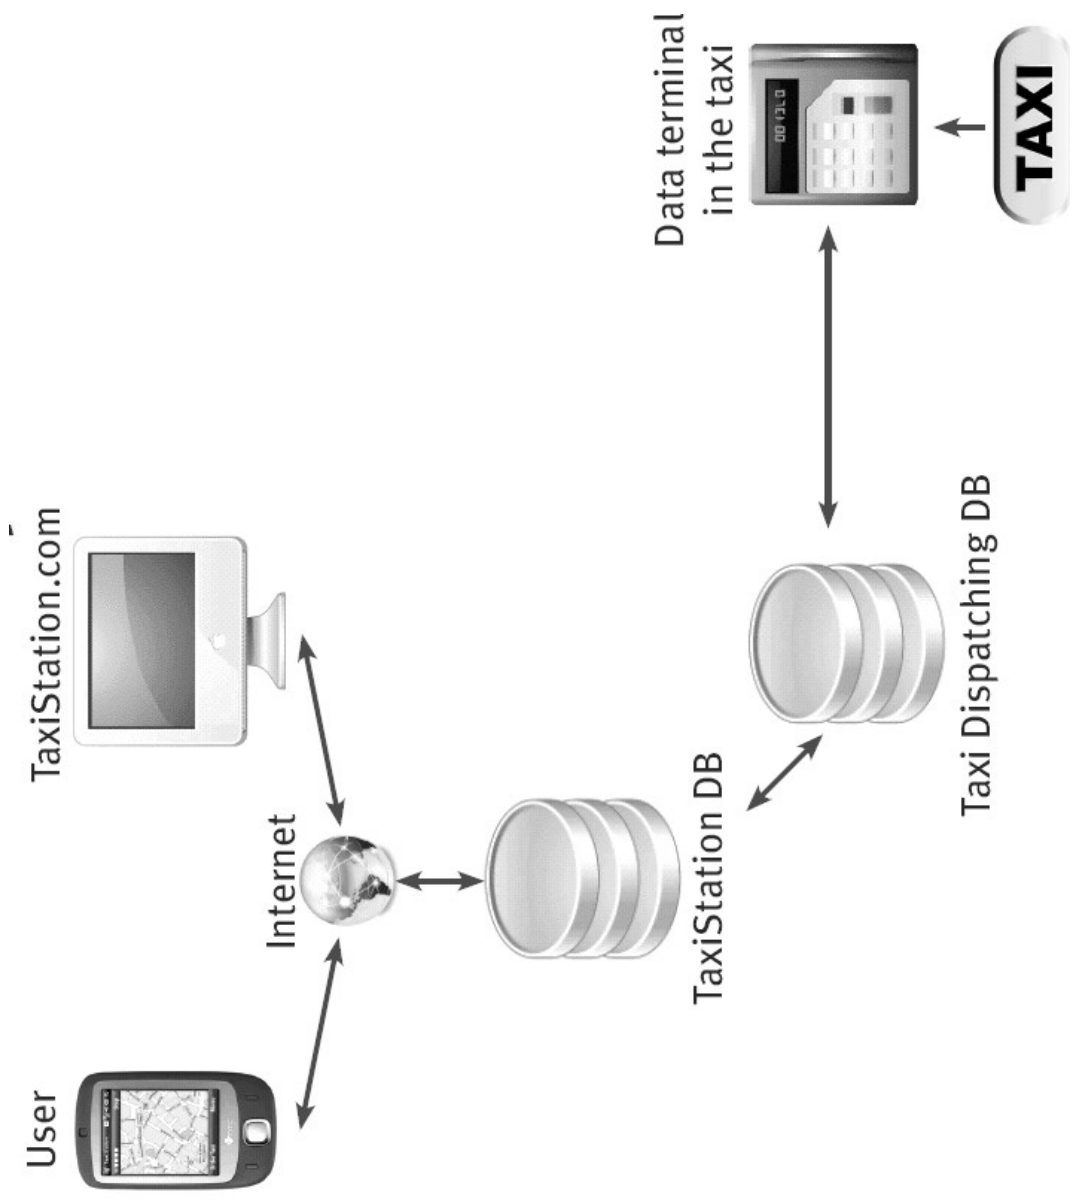 User
TaxiStation.com
Internet
TaxiStation DB
Taxi Dispatching DB
Data terminal
in the taxi
TAXI